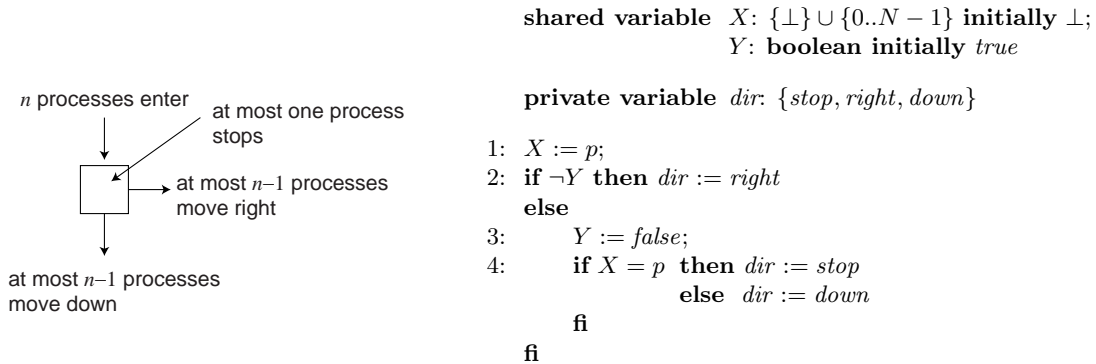 n processes enter
at most one process
stops
at most n–1 processes
move right
at most n–1 processes
move down
shared variable X: {⊥} ∪ {0..N − 1} initially ⊥;
Y: boolean initially true
private variable dir: {stop, right, down}
1: X := p;
2: if ¬Y then dir := right
else
3: Y := false;
4: if X = p then dir := stop
else dir := down
fi
fi